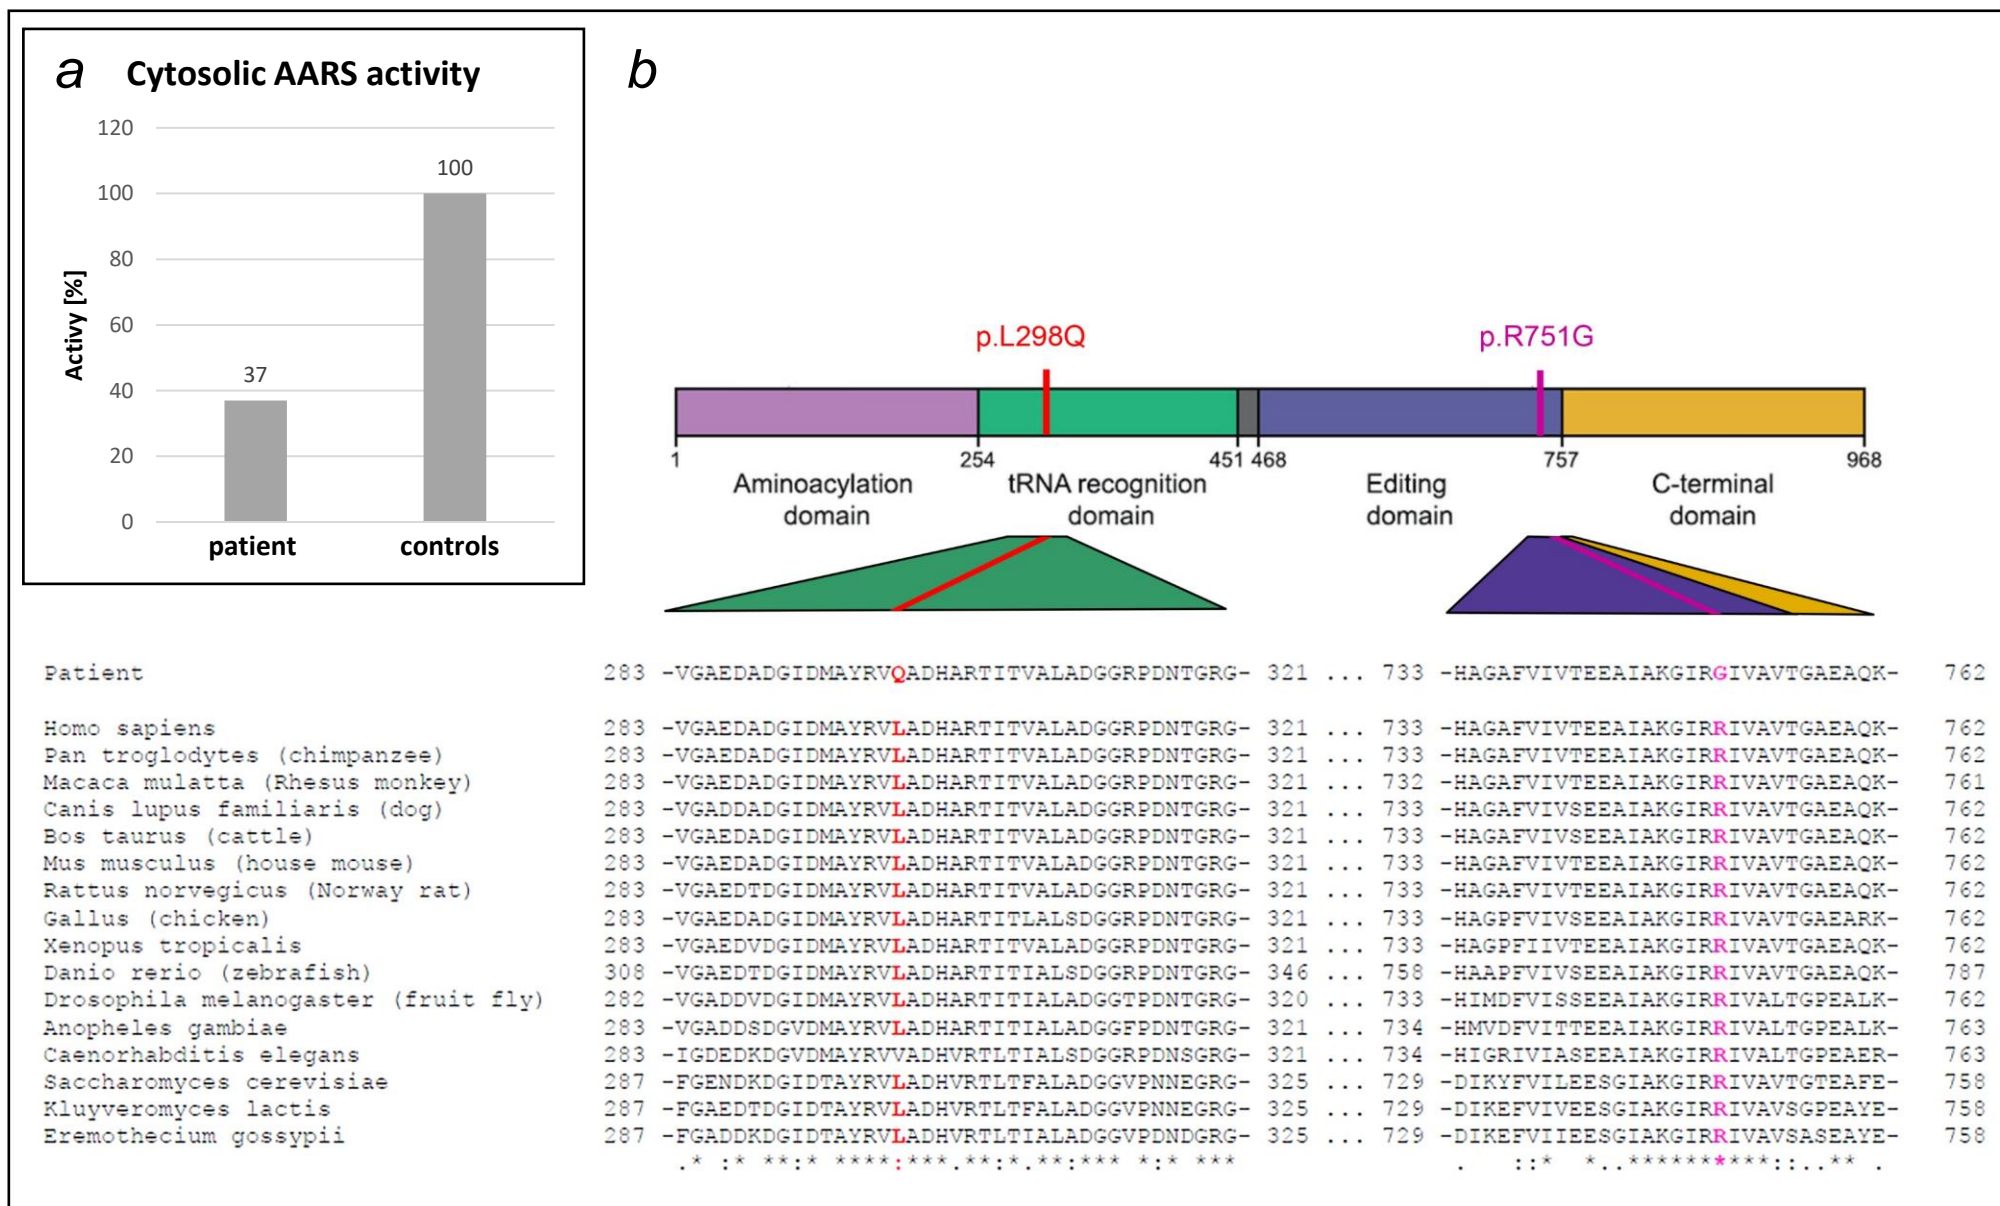 a Cytosolic AARS activity
120
100
80
60
40
20
0
Activy [%]
37
100
patient controls
b
p.L298Q p.R751G
1 254 451 468 757 968
Aminoacylation domain
tRNA recognition domain
Editing domain
C-terminal domain
Patient 283 -VGAEDADGIDMAYRVQADHARTITVALADGGRPDNTGRG- 321 ... 733 -HAGAFVIVTEEAIAKGIRGIVAVTGAEAQK- 762
Homo sapiens 283 -VGAEDADGIDMAYRVLADHARTITVALADGGRPDNTGRG- 321 ... 733 -HAGAFVIVTEEAIAKGIRRIVAVTGAEAQK- 762
Pan troglodytes (chimpanzee) 283 -VGAEDADGIDMAYRVLADHARTITVALADGGRPDNTGRG- 321 ... 733 -HAGAFVIVTEEAIAKGIRRIVAVTGAEAQK- 762
Macaca mulatta (Rhesus monkey) 283 -VGAEDADGIDMAYRVLADHARTITVALADGGRPDNTGRG- 321 ... 732 -HAGAFVIVTEEAIAKGIRRIVAVTGAEAQK- 761
Canis lupus familiaris (dog) 283 -VGADDADGIDMAYRVLADHARTITVALADGGRPDNTGRG- 321 ... 733 -HAGAFVIVSEEAIAKGIRRIVAVTGAEAQK- 762
Bos taurus (cattle) 283 -VGAEDADGIDMAYRVLADHARTITVALADGGRPDNTGRG- 321 ... 733 -HAGAFVIVSEEAIAKGIRRIVAVTGAEAQK- 762
Mus musculus (house mouse) 283 -VGAEDADGIDMAYRVLADHARTITVALADGGRPDNTGRG- 321 ... 733 -HAGAFVIVTEEAIAKGIRRIVAVTGAEAQK- 762
Rattus norvegicus (Norway rat) 283 -VGAEDTDGIDMAYRVLADHARTITVALADGGRPDNTGRG- 321 ... 733 -HAGAFVIVTEEAIAKGIRRIVAVTGAEAQK- 762
Gallus (chicken) 283 -VGAEDADGIDMAYRVLADHARTITLALSDGGRPDNTGRG- 321 ... 733 -HAGPFVIVSEEAIAKGIRRIVAVTGAEARK- 762
Xenopus tropicalis 283 -VGAEDVDGIDMAYRVLADHARTITVALADGGRPDNTGRG- 321 ... 733 -HAGPFIIVTEEAIAKGIRRIVAVTGAEAQK- 762
Danio rerio (zebrafish) 308 -VGAEDTDGIDMAYRVLADHARTITIALSDGGRPDNTGRG- 346 ... 758 -HAAPFVIVSEEAIAKGIRRIVAVTGAEAQK- 787
Drosophila melanogaster (fruit fly) 282 -VGADDVDGIDMAYRVLADHARTITIALADGGTPDNTGRG- 320 ... 733 -HIMDFVISSEEAIAKGIRRIVALTGPEALK- 762
Anopheles gambiae 283 -VGADDSDGVDMAYRVLADHARTITIALADGGFPDNTGRG- 321 ... 734 -HMVDFVITTEEAIAKGIRRIVALTGPEALK- 763
Caenorhabditis elegans 283 -IGDEDKDGVDMAYRVVADHVRTLTIALSDGGRPDNSGRG- 321 ... 734 -HIGRIVIASEEAIAKGIRRIVALTGPEAER- 763
Saccharomyces cerevisiae 287 -FGENDKDGIDTAYRVLADHVRTLTFALADGGVPNNEGRG- 325 ... 729 -DIKYFVILEESGIAKGIRRIVAVTGTEAFE- 758
Kluyveromyces lactis 287 -FGAEDTDGIDTAYRVLADHVRTLTFALADGGVPNNEGRG- 325 ... 729 -DIKEFVIVEESGIAKGIRRIVAVSGPEAYE- 758
Eremothecium gossypii 287 -FGADDKDGIDTAYRVLADHVRTLTIALADGGVPDNDGRG- 325 ... 729 -DIKEFVIIEESGIAKGIRRIVAVSASEAYE- 758
.* :* **:* ****:***.**:*.**:*** *:* *** . ::* *..***********::..** .